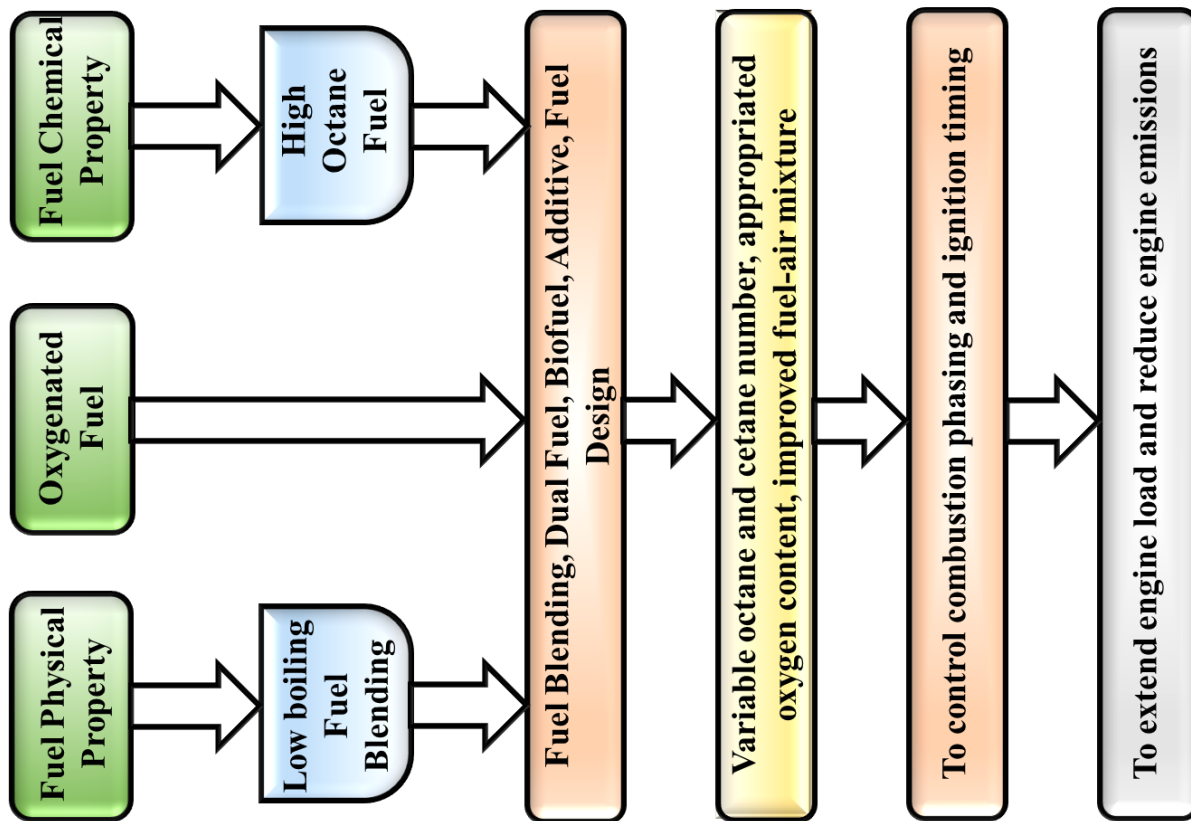 Fuel Physical
Property
Oxygenated
Fuel
Fuel Chemical
Property
Low boiling
Fuel
Blending
High
Octane
Fuel
Fuel Blending, Dual Fuel, Biofuel, Additive, Fuel
Design
Variable octane and cetane number, appropriated
oxygen content, improved fuel-air mixture
To control combustion phasing and ignition timing
To extend engine load and reduce engine emissions